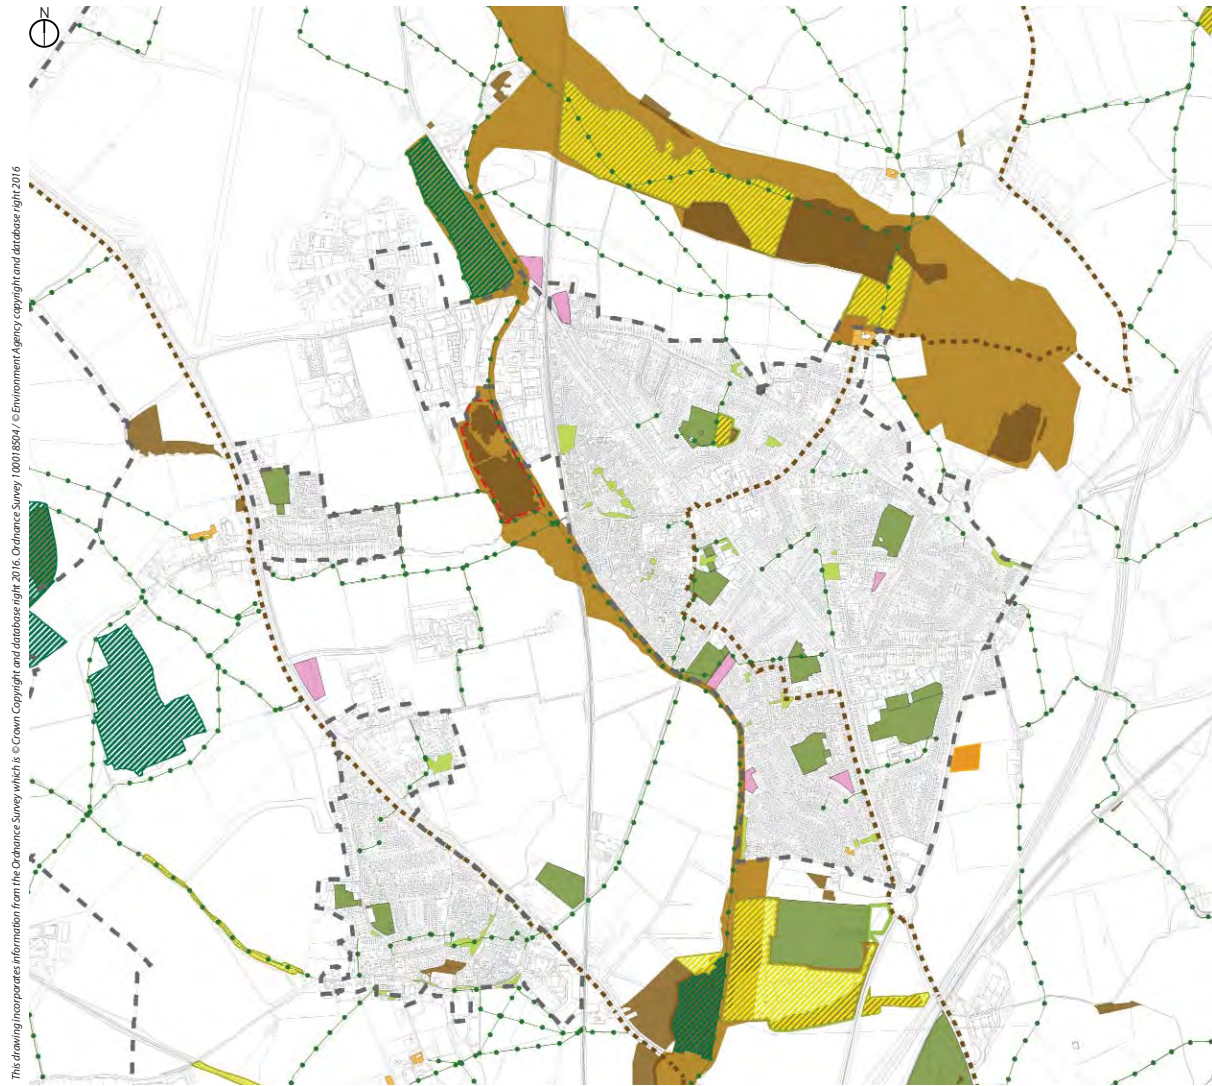 N
This drawing incorporates information from the Ordnance Survey which is © Crown Copyright and database right 2016. Ordnance Survey 100018504 / © Environment Agency copyright and database right 2016